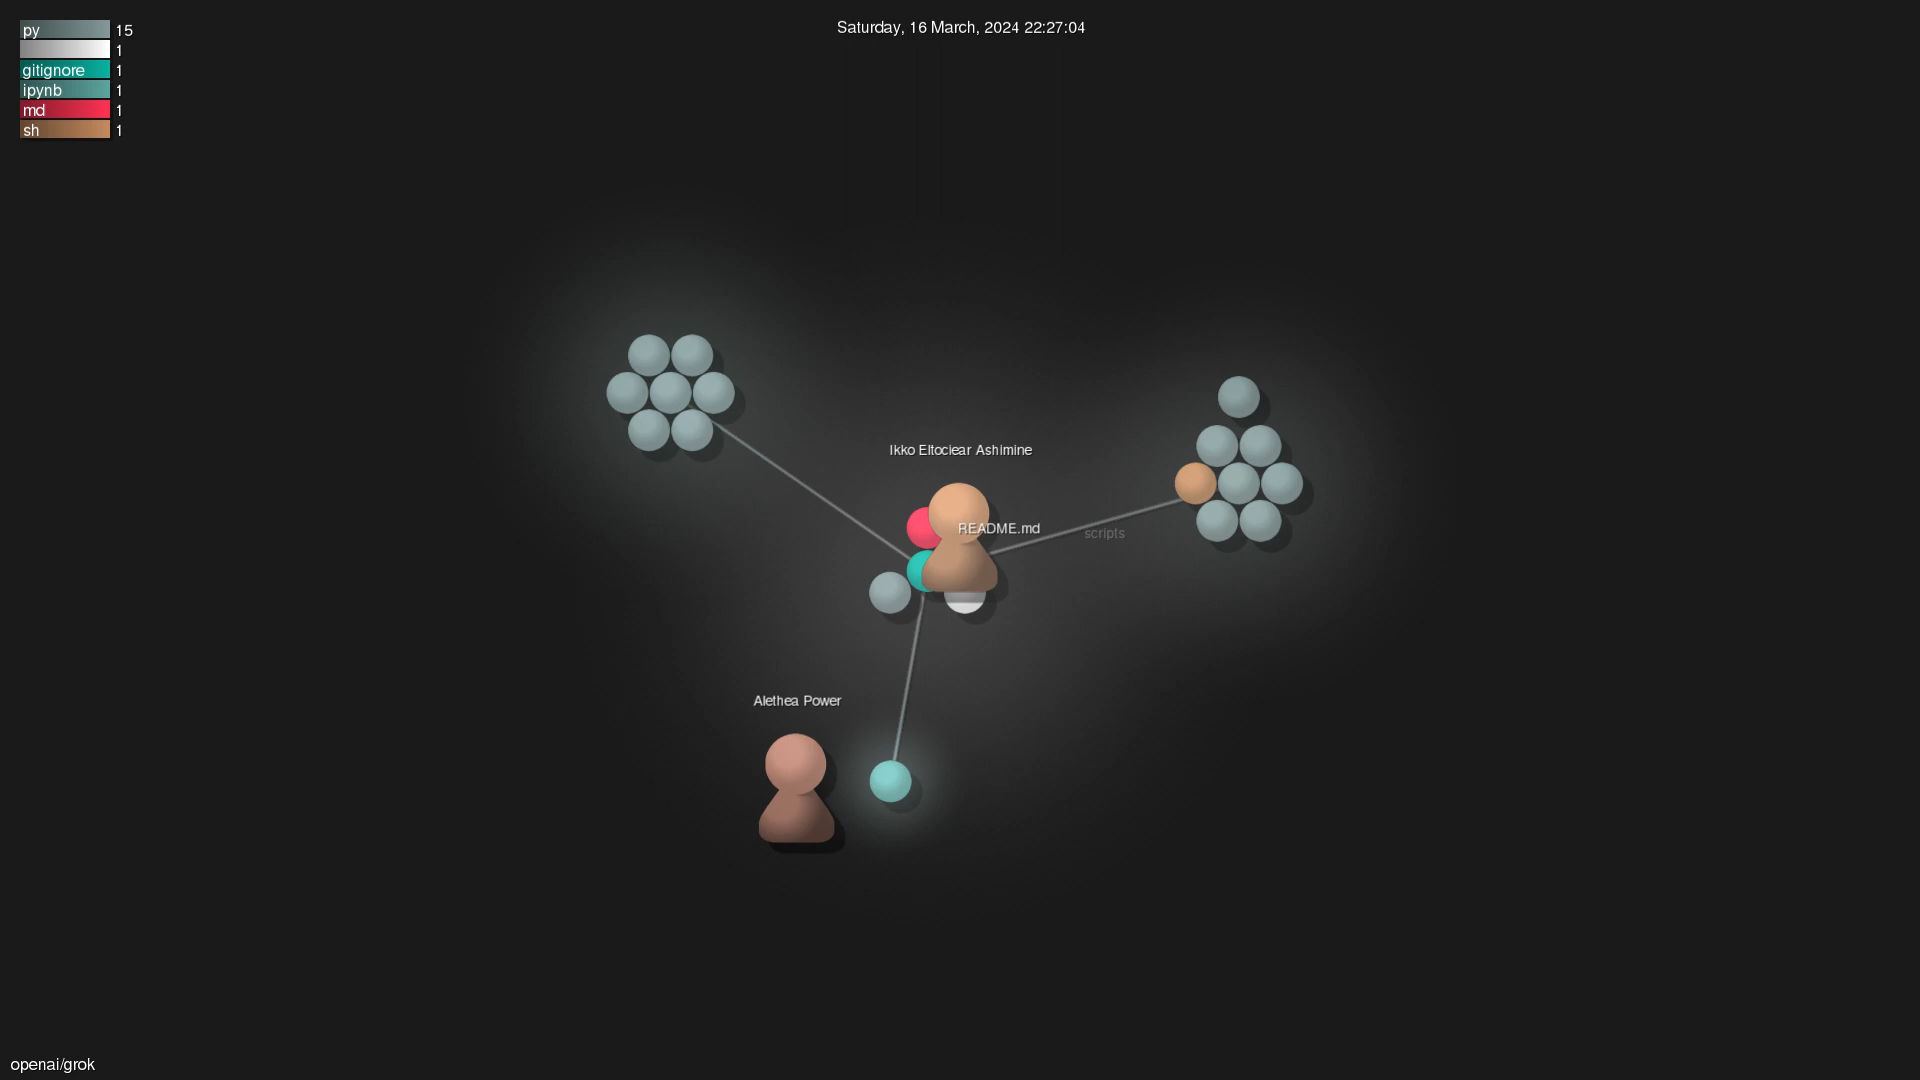 Saturday, 16 March, 2024 22:27:04
py 15
1
gitignore 1
ipynb 1
md 1
sh 1
Ikko Eltociear Ashimine
README.md
scripts
Alethea Power
openai/grok